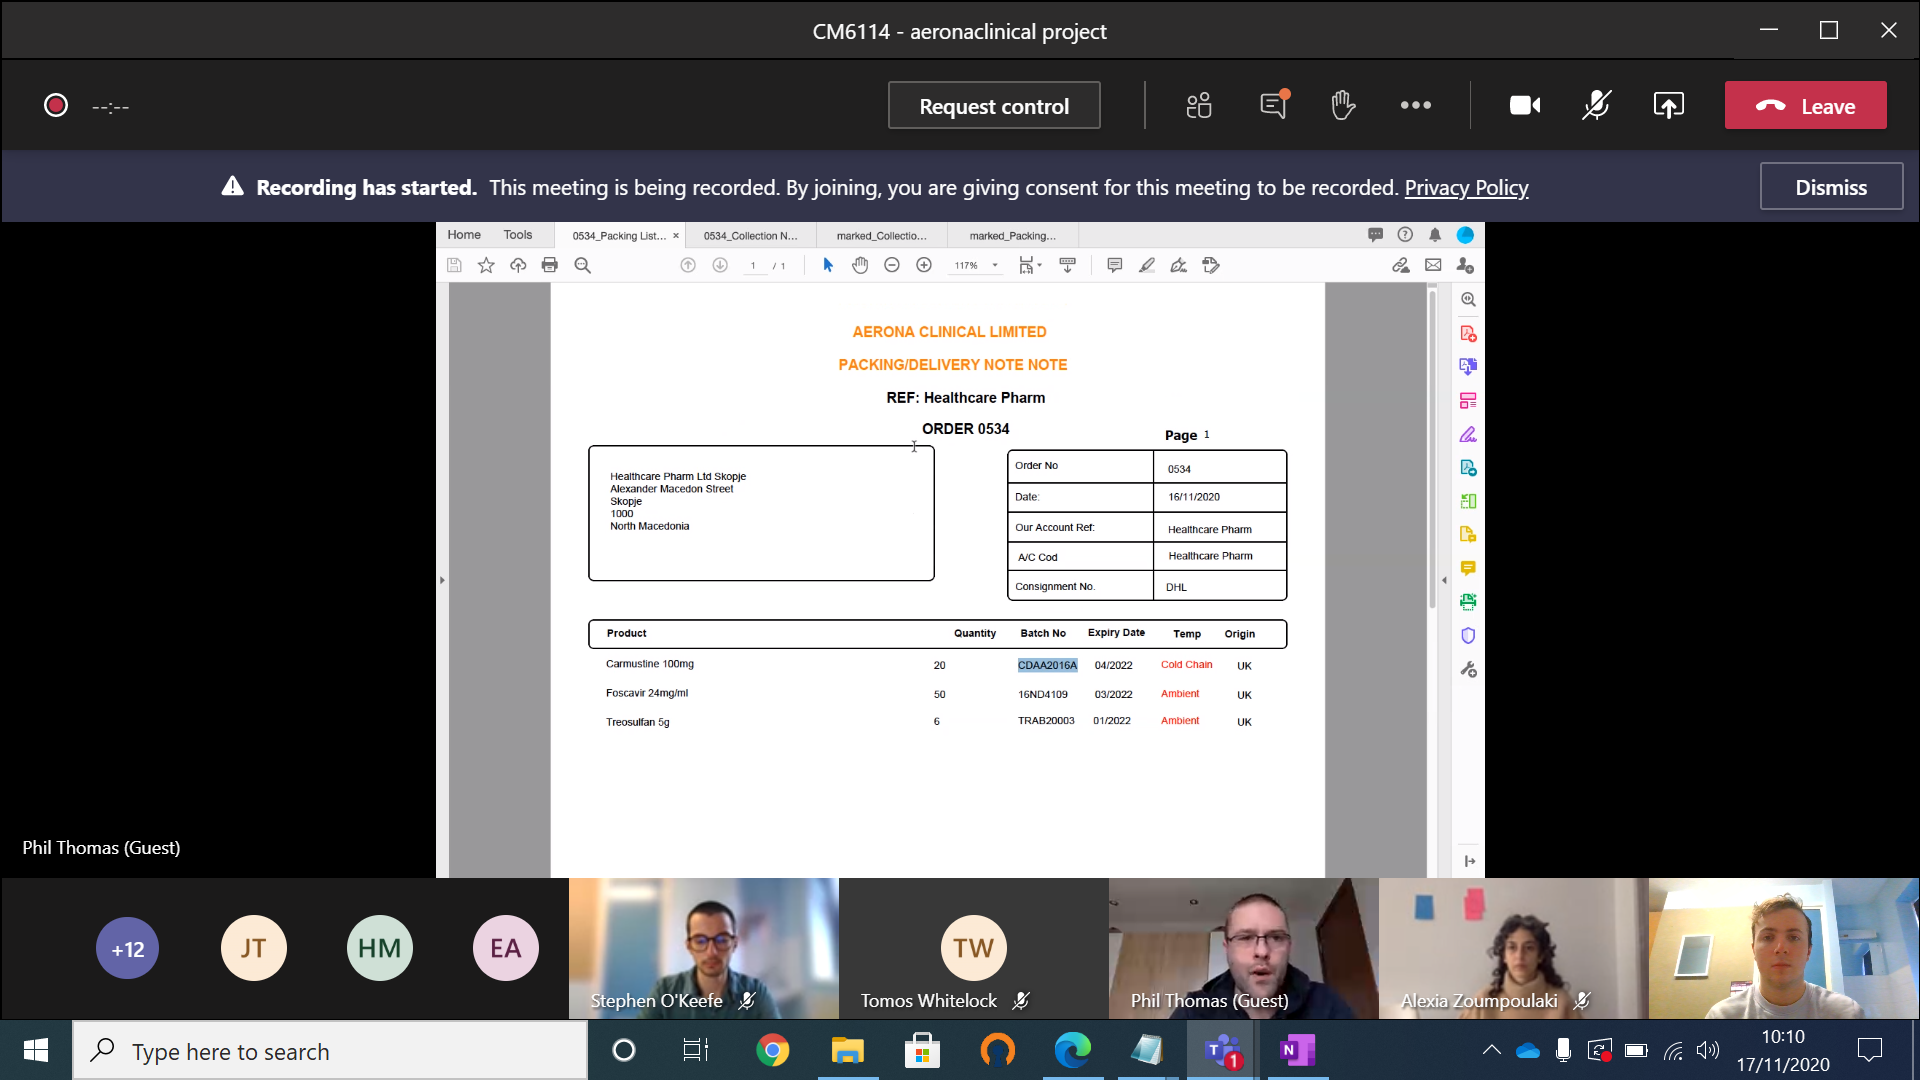 CM6114 - aeronaclinical project
--:--
Request control
Leave
Recording has started. This meeting is being recorded. By joining, you are giving consent for this meeting to be recorded. Privacy Policy
Dismiss
Home Tools 0534_Packing List... × 0534_Collection N... marked_Collectio... marked_Packing...
1 / 1 117%
AERONA CLINICAL LIMITED
PACKING/DELIVERY NOTE NOTE
REF: Healthcare Pharm
ORDER 0534
Page 1
Healthcare Pharm Ltd Skopje
Alexander Macedon Street
Skopje
1000
North Macedonia
Order No 0534
Date: 16/11/2020
Our Account Ref: Healthcare Pharm
A/C Cod Healthcare Pharm
Consignment No. DHL
Product Quantity Batch No Expiry Date Temp Origin
Carmustine 100mg 20 CDAA2016A 04/2022 Cold Chain UK
Foscavir 24mg/ml 50 16ND4109 03/2022 Ambient UK
Treosulfan 5g 6 TRAB20003 01/2022 Ambient UK
Phil Thomas (Guest)
+12 JT HM EA TW
Stephen O'Keefe Tomos Whitelock Phil Thomas (Guest) Alexia Zoumpoulaki
Type here to search
T 1 N
10:10
17/11/2020